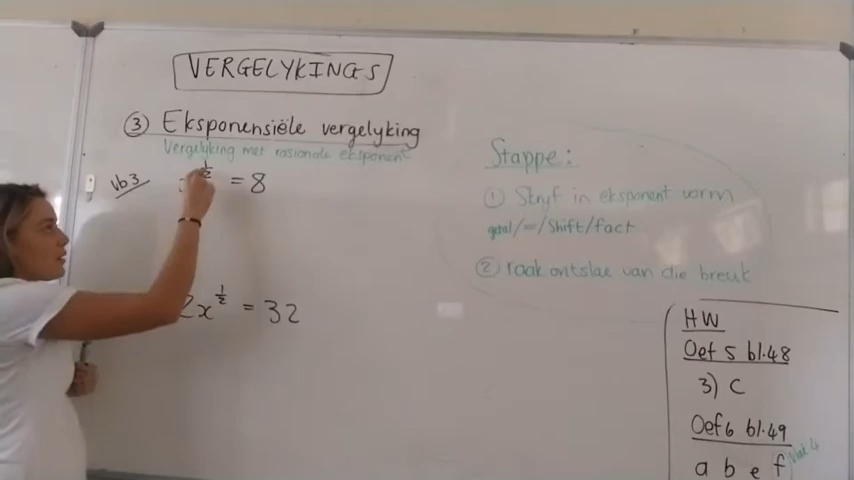 VERGELYKINGS
③ Eksponensiële vergelyking
Vergelyking met rasionale eksponent
Vb3
½ = 8
2x^½ = 32
Stappe:
① Skryf in eksponent vorm
getal/=/Shift/fact
② raak ontslae van die breuk
HW
Oef 5 bl.48
3) c
Oef 6 bl.49
a b e f